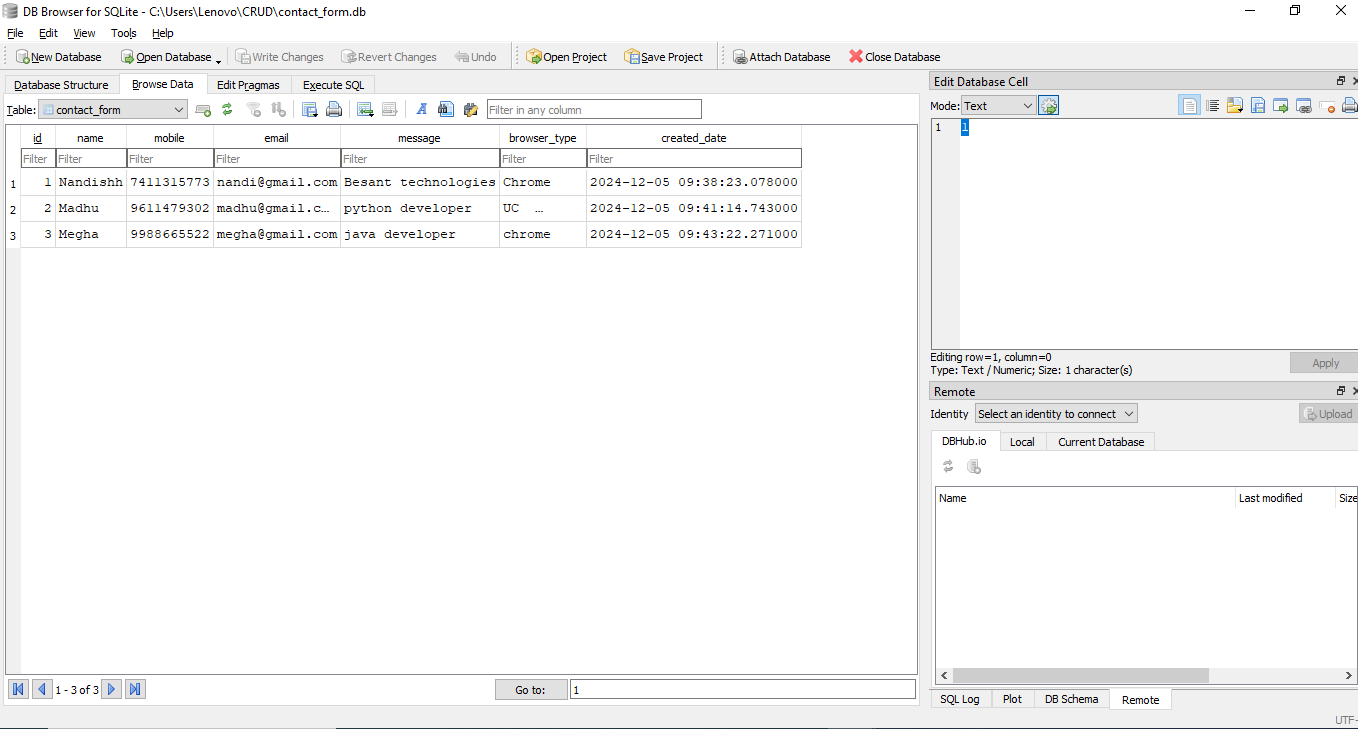 DB Browser for SQLite - C:\Users\Lenovo\CRUD\contact_form.db
File Edit View Tools Help
New Database Open Database Write Changes Revert Changes Undo Open Project Save Project Attach Database Close Database
Database Structure Browse Data Edit Pragmas Execute SQL
Table: contact_form Filter in any column
id name mobile email message browser_type created_date
Filter Filter Filter Filter Filter Filter Filter
1 1 Nandishh 7411315773 nandi@gmail.com Besant technologies Chrome 2024-12-05 09:38:23.078000
2 2 Madhu 9611479302 madhu@gmail.c… python developer UC … 2024-12-05 09:41:14.743000
3 3 Megha 9988665522 megha@gmail.com java developer chrome 2024-12-05 09:43:22.271000
1 - 3 of 3 Go to: 1
Edit Database Cell
Mode: Text
1 1
Editing row=1, column=0
Type: Text / Numeric; Size: 1 character(s)
Apply
Remote
Identity Select an identity to connect Upload
DBHub.io Local Current Database
Name Last modified Size
SQL Log Plot DB Schema Remote
UTF-